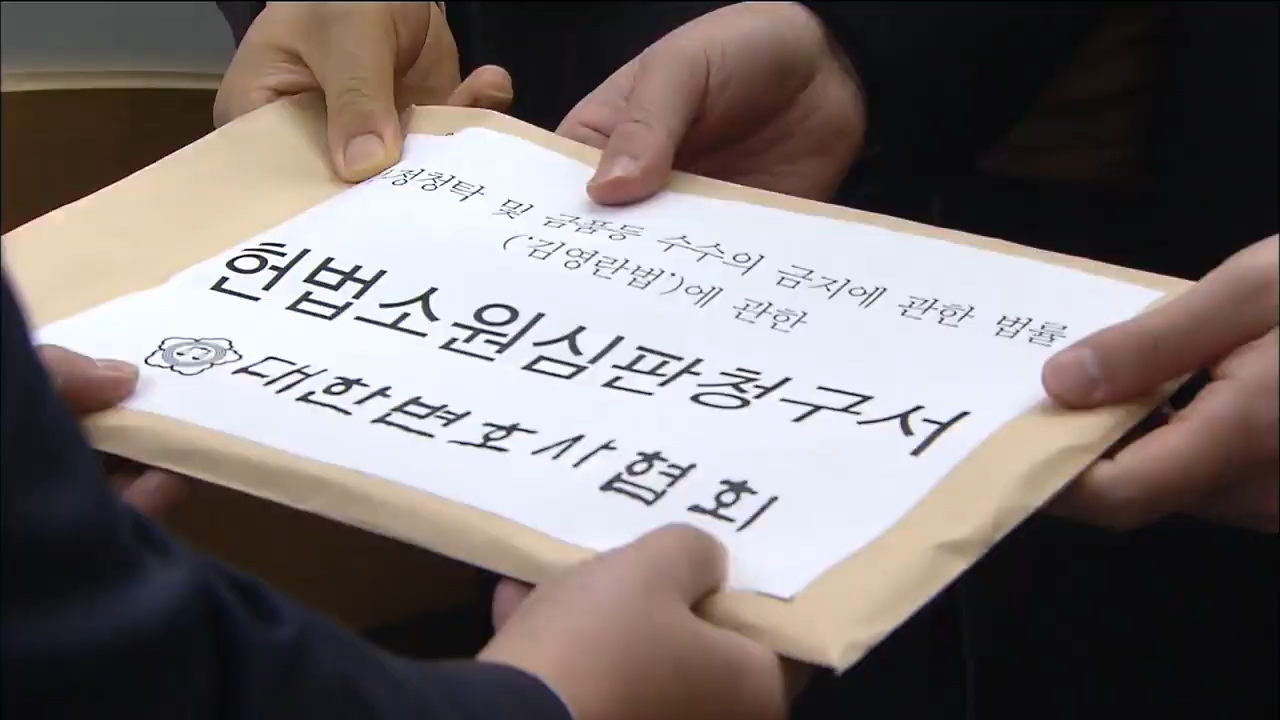 부정청탁 및 금품등 수수의 금지에 관한 법률
('김영란법')에 관한
헌법소원심판청구서
대한변호사협회